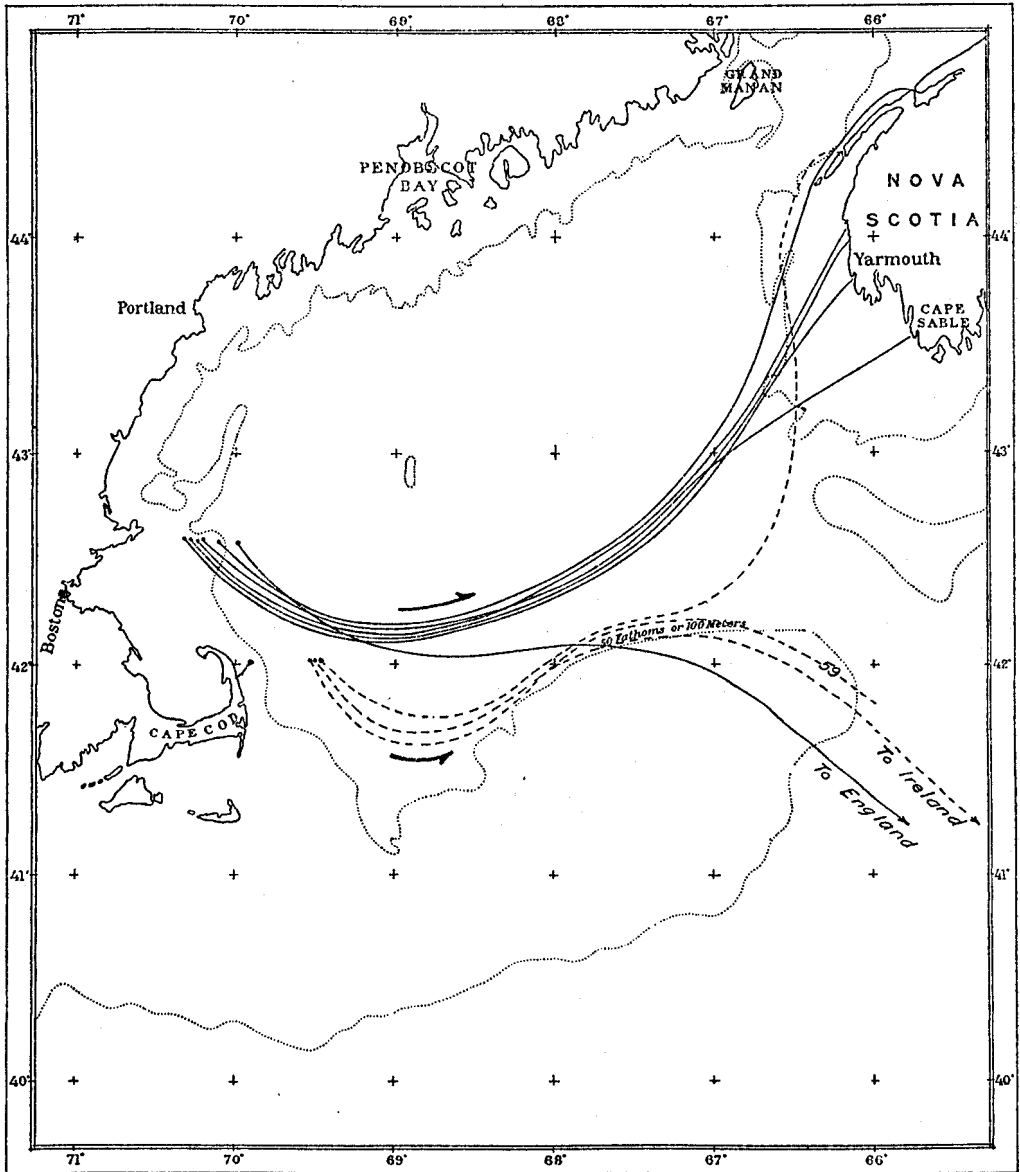 71°
70°
69°
68°
67°
66°
GRAND
MANAN
PENOBSCOT
BAY
NOVA
SCOTIA
44°
44°
Yarmouth
Portland
CAPE
SABLE
43°
43°
Boston
50 Fathoms or 100 Meters
42°
42°
59
CAPE COD
To Ireland
To England
41°
41°
40°
40°
71°
70°
69°
68°
67°
66°